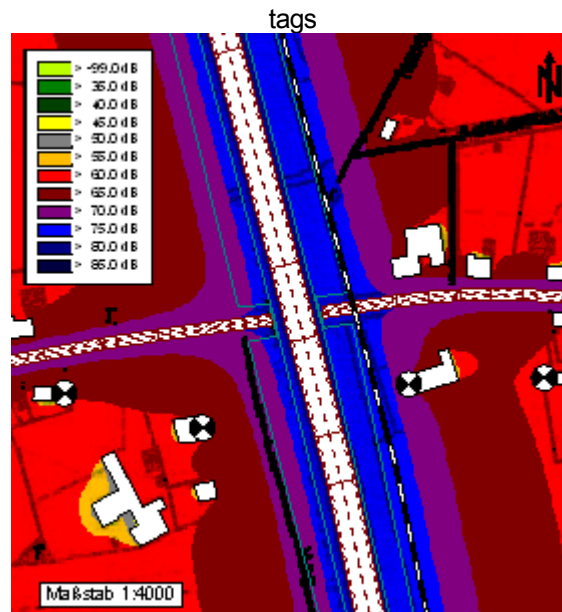 tags
> -99.0 dB
> 35.0 dB
> 40.0 dB
> 45.0 dB
> 50.0 dB
> 55.0 dB
> 60.0 dB
> 65.0 dB
> 70.0 dB
> 75.0 dB
> 80.0 dB
> 85.0 dB
N
Maßstab 1:4000